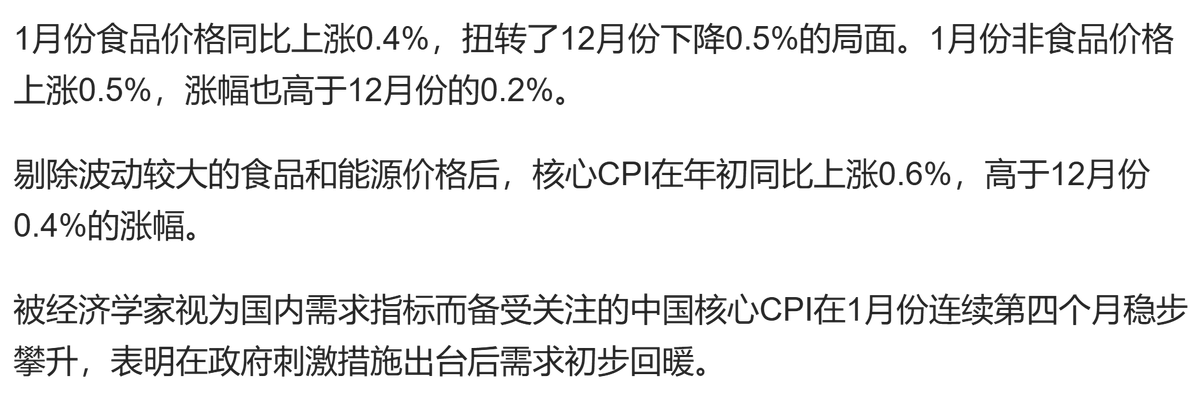 1月份食品价格同比上涨0.4%，扭转了12月份下降0.5%的局面。1月份非食品价格
上涨0.5%，涨幅也高于12月份的0.2%。
剔除波动较大的食品和能源价格后，核心CPI在年初同比上涨0.6%，高于12月份
0.4%的涨幅。
被经济学家视为国内需求指标而备受关注的中国核心CPI在1月份连续第四个月稳步
攀升，表明在政府刺激措施出台后需求初步回暖。